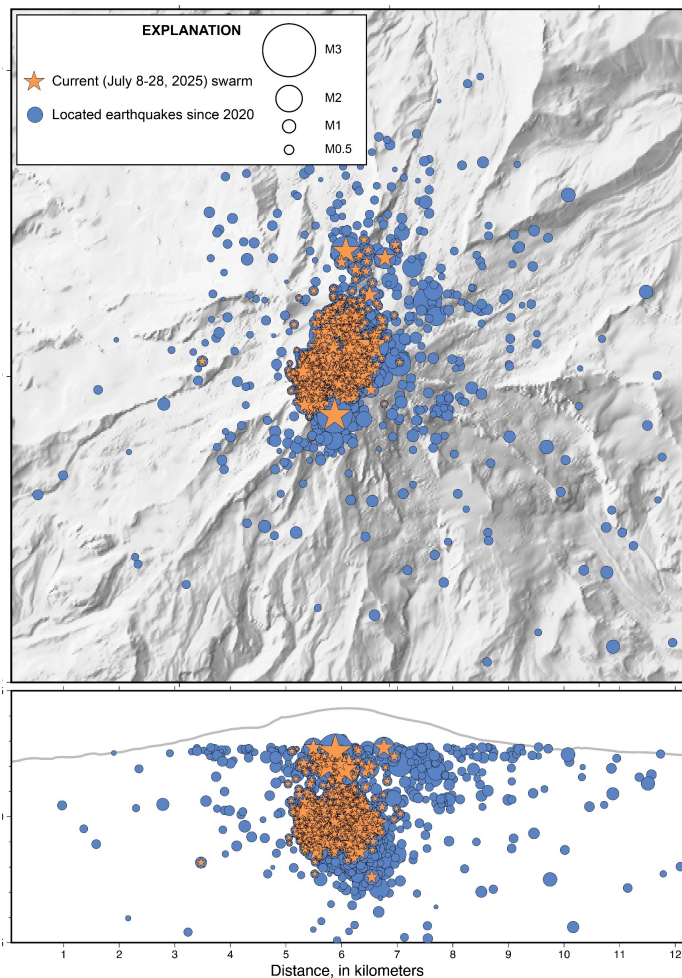 EXPLANATION
M3
Current (July 8-28, 2025) swarm
M2
Located earthquakes since 2020
M1
M0.5
1 2 3 4 5 6 7 8 9 10 11 12
Distance, in kilometers